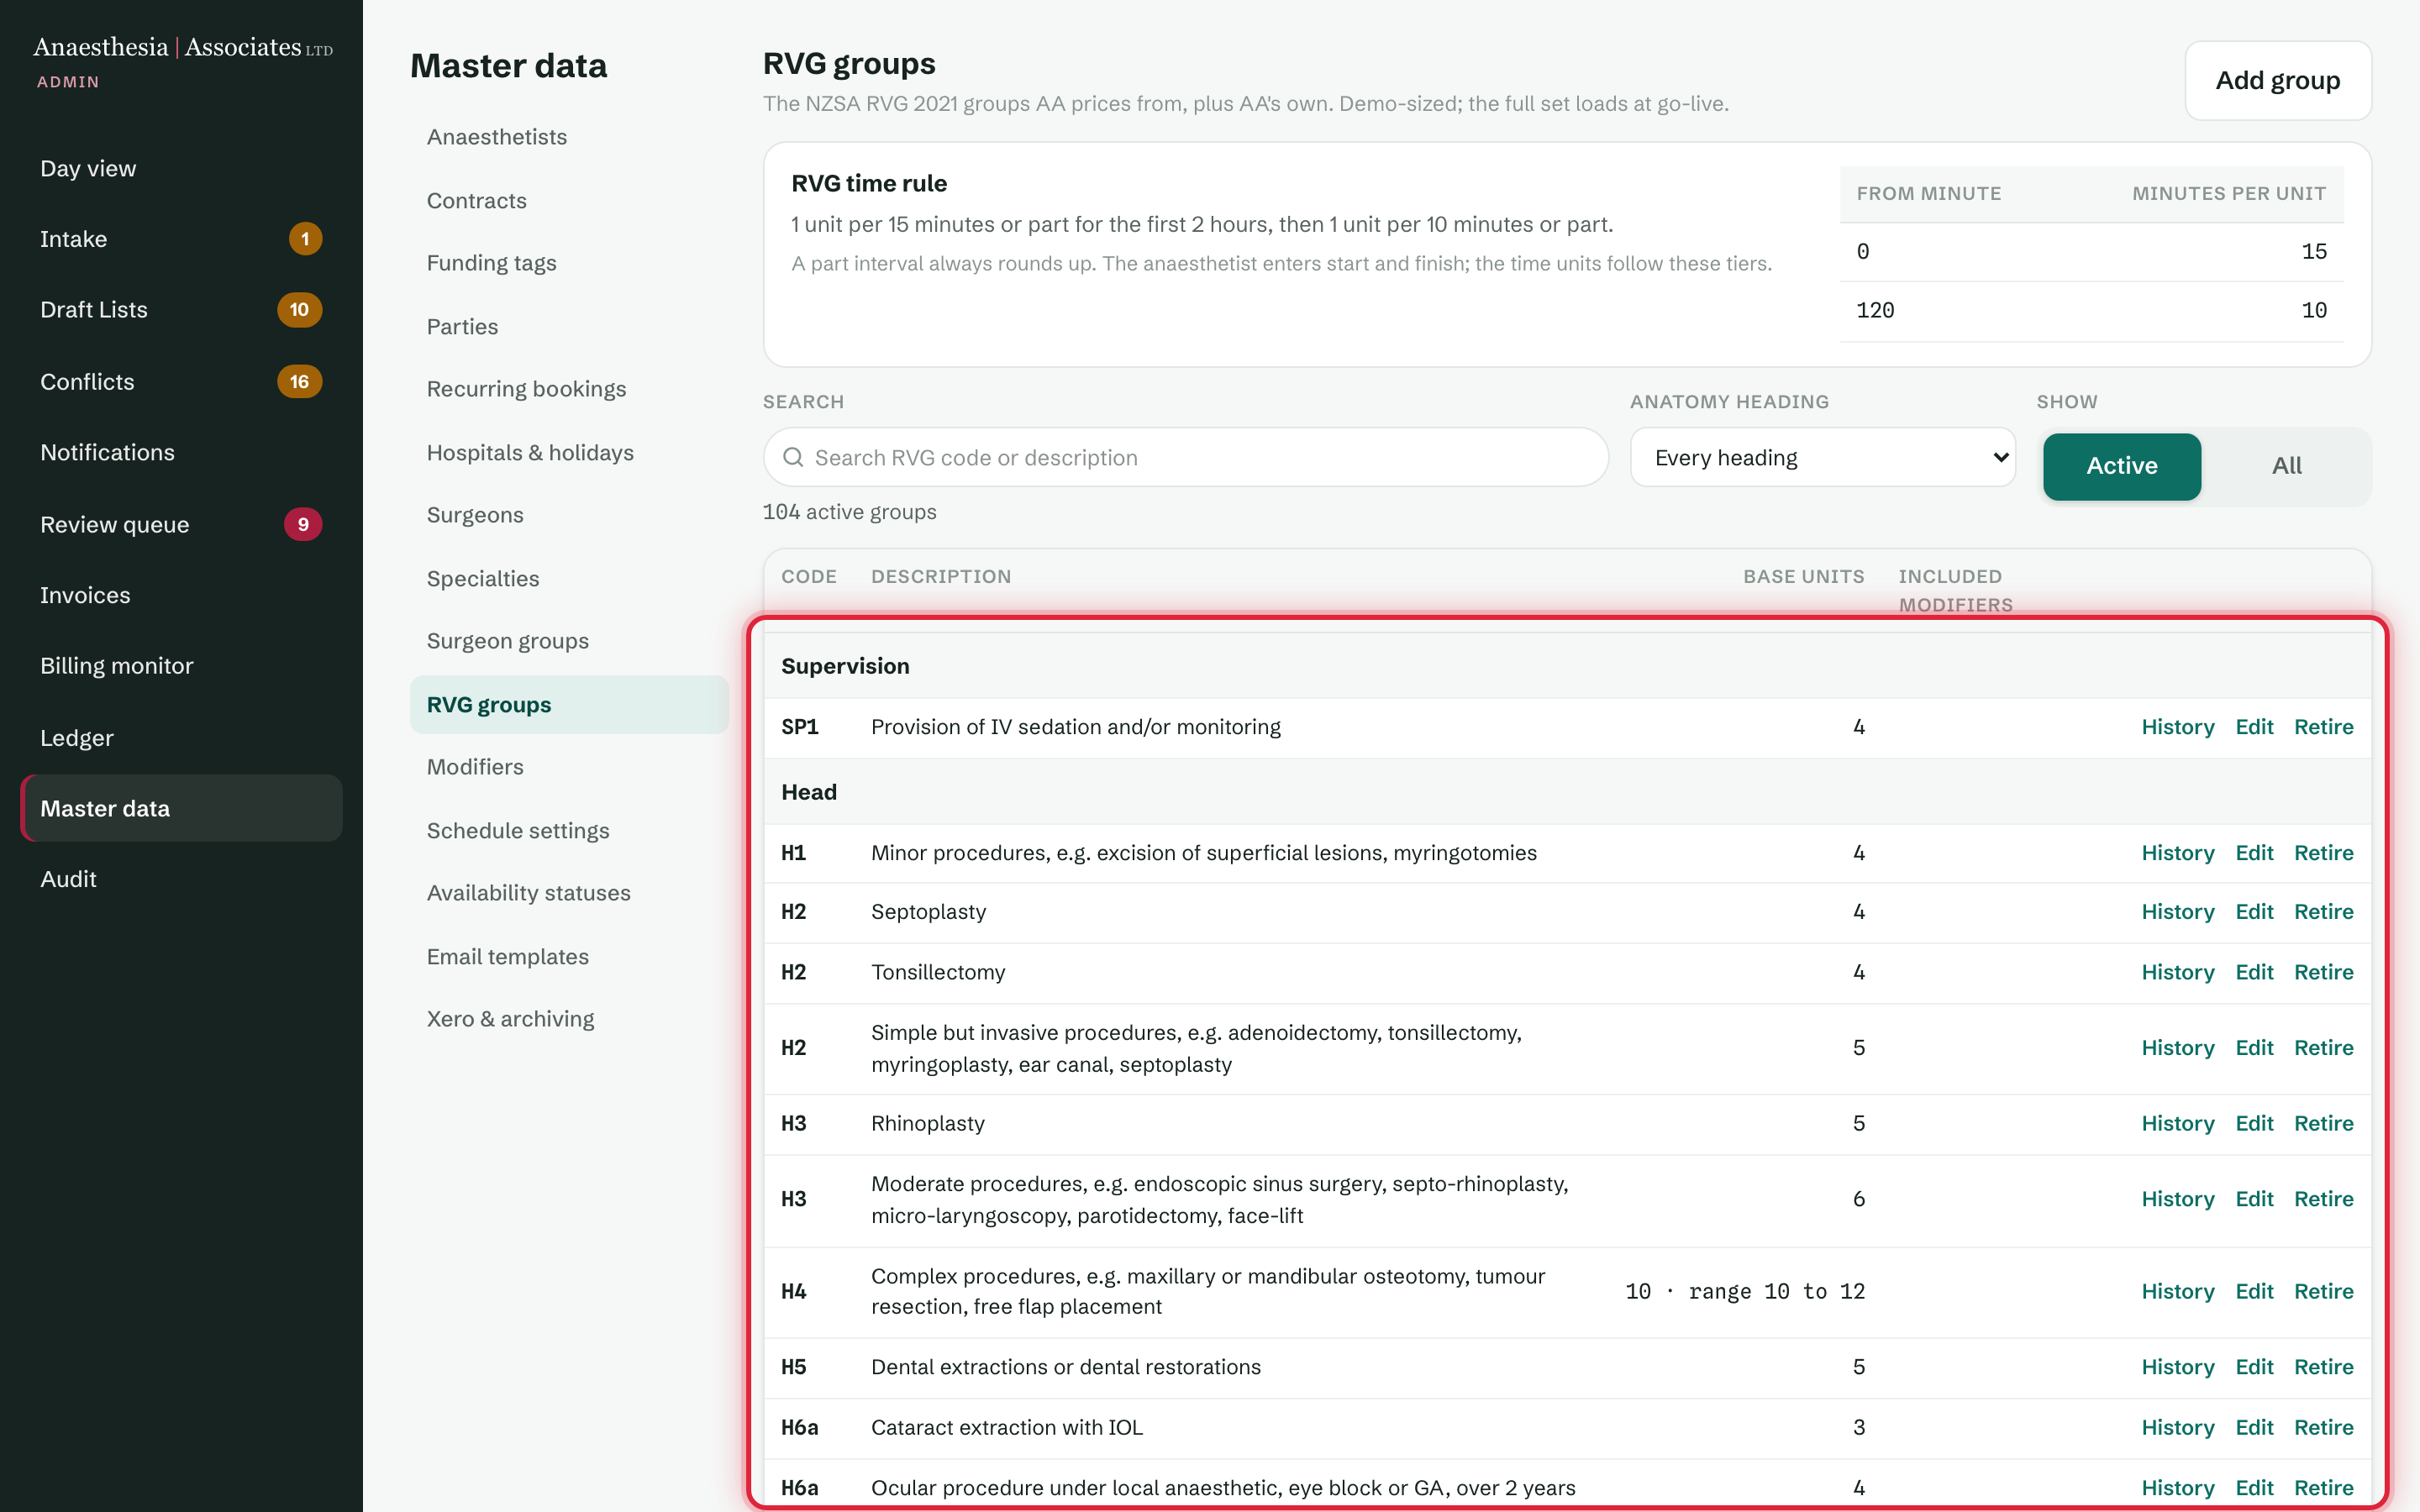 Anaesthesia | Associates LTD
ADMIN
Day view
Intake 1
Draft Lists 10
Conflicts 16
Notifications
Review queue 9
Invoices
Billing monitor
Ledger
Master data
Audit
Master data
Anaesthetists
Contracts
Funding tags
Parties
Recurring bookings
Hospitals & holidays
Surgeons
Specialties
Surgeon groups
RVG groups
Modifiers
Schedule settings
Availability statuses
Email templates
Xero & archiving
RVG groups
The NZSA RVG 2021 groups AA prices from, plus AA's own. Demo-sized; the full set loads at go-live.
Add group
RVG time rule
1 unit per 15 minutes or part for the first 2 hours, then 1 unit per 10 minutes or part.
A part interval always rounds up. The anaesthetist enters start and finish; the time units follow these tiers.
FROM MINUTE MINUTES PER UNIT
0 15
120 10
SEARCH ANATOMY HEADING SHOW
Search RVG code or description Every heading Active All
104 active groups
CODE DESCRIPTION BASE UNITS INCLUDED
MODIFIERS
Supervision
SP1 Provision of IV sedation and/or monitoring 4 History Edit Retire
Head
H1 Minor procedures, e.g. excision of superficial lesions, myringotomies 4 History Edit Retire
H2 Septoplasty 4 History Edit Retire
H2 Tonsillectomy 4 History Edit Retire
H2 Simple but invasive procedures, e.g. adenoidectomy, tonsillectomy,
myringoplasty, ear canal, septoplasty 5 History Edit Retire
H3 Rhinoplasty 5 History Edit Retire
H3 Moderate procedures, e.g. endoscopic sinus surgery, septo-rhinoplasty,
micro-laryngoscopy, parotidectomy, face-lift 6 History Edit Retire
H4 Complex procedures, e.g. maxillary or mandibular osteotomy, tumour
resection, free flap placement 10 · range 10 to 12 History Edit Retire
H5 Dental extractions or dental restorations 5 History Edit Retire
H6a Cataract extraction with IOL 3 History Edit Retire
H6a Ocular procedure under local anaesthetic, eye block or GA, over 2 years 4 History Edit Retire